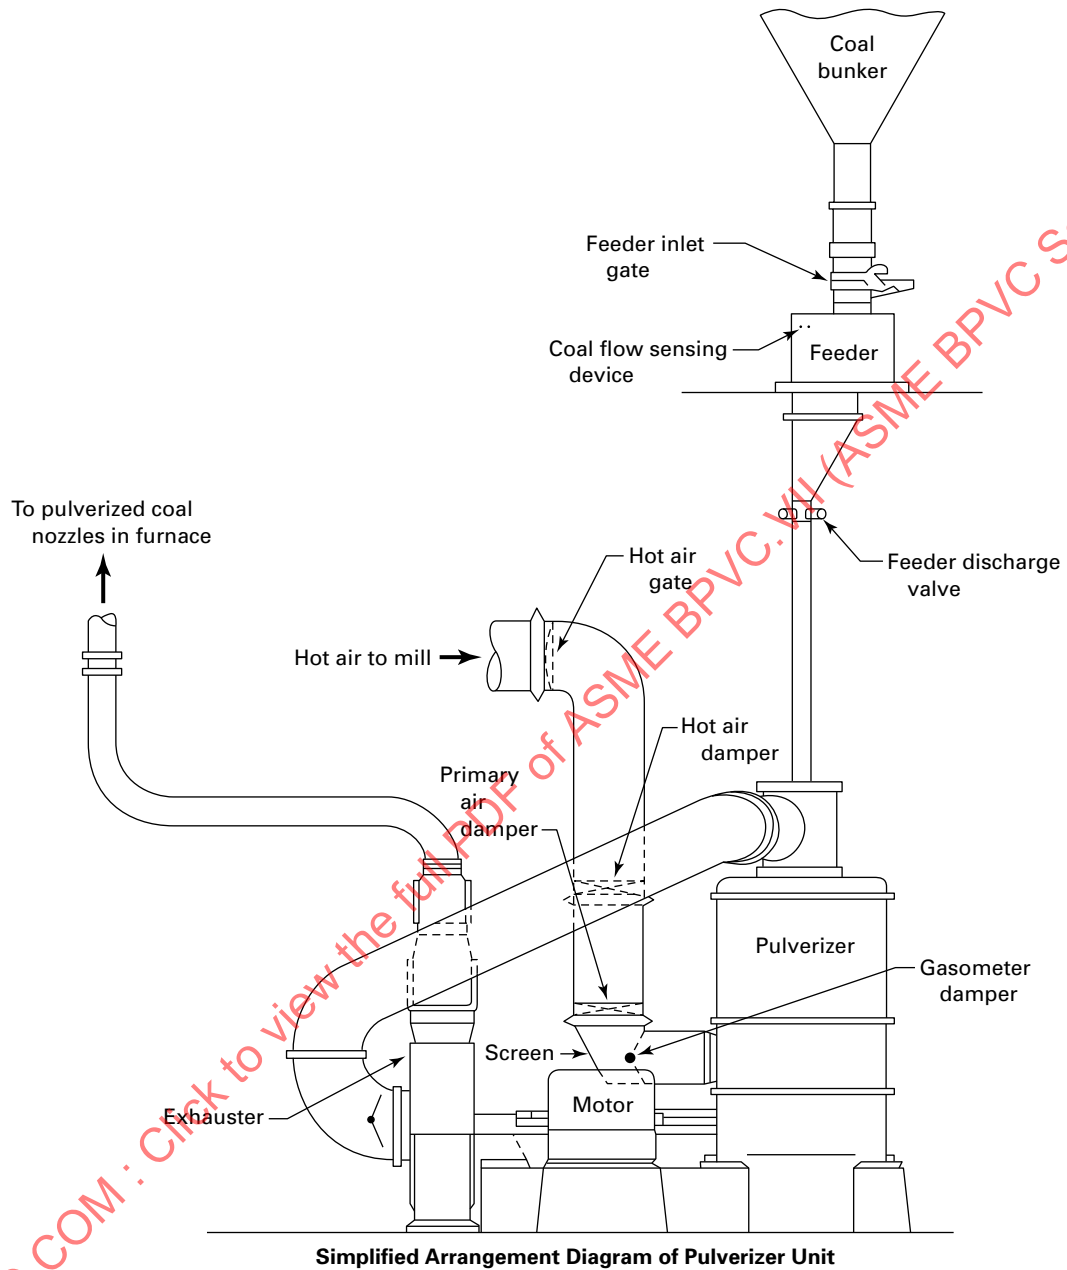 Coal
bunker
Feeder inlet
gate
Coal flow sensing
device
Feeder
To pulverized coal
nozzles in furnace
Hot air
gate
Feeder discharge
valve
Hot air to mill
Hot air
damper
Primary
air
damper
Pulverizer
Gasometer
damper
Screen
Motor
Exhauster
Simplified Arrangement Diagram of Pulverizer Unit
COM : Click to view the full PDF of ASME BPVC.VII (ASME BPVC S